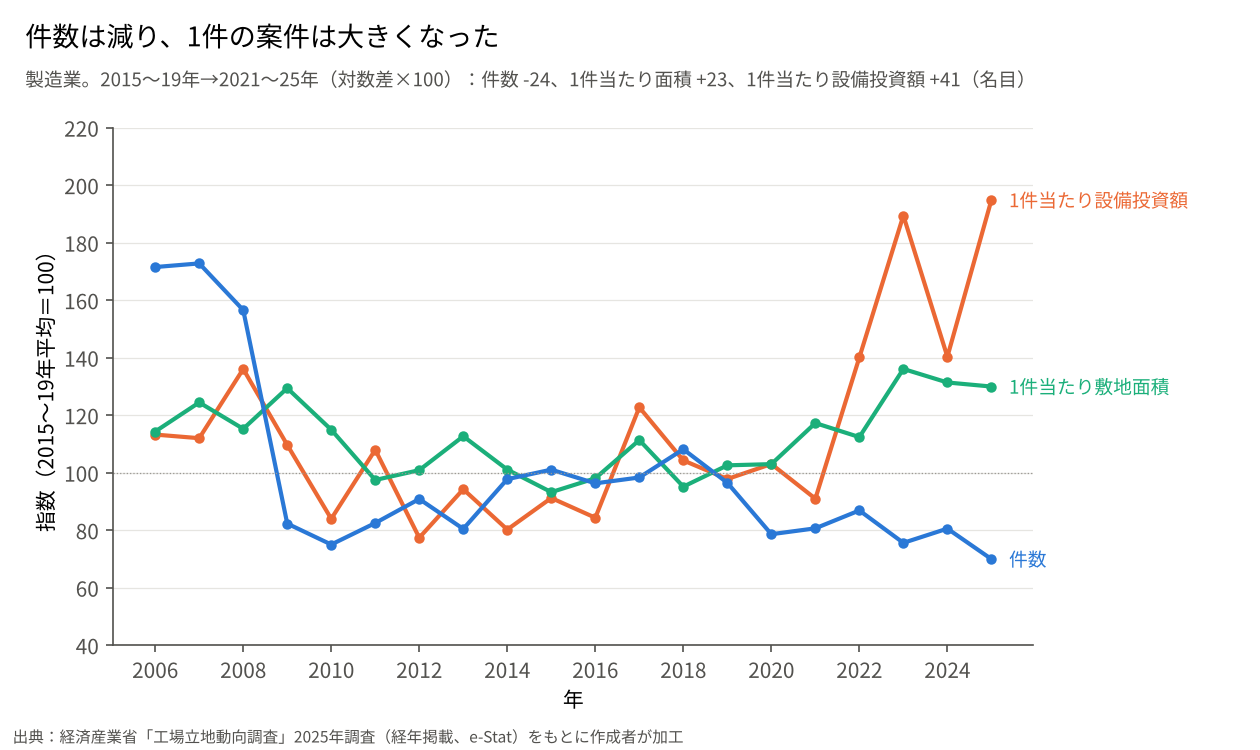 件数は減り、1件の案件は大きくなった
製造業。2015～19年→2021～25年（対数差×100）：件数 -24、1件当たり面積 +23、1件当たり設備投資額 +41（名目）
指数（2015～19年平均＝100）
220
200
180
160
140
120
100
80
60
40
1件当たり設備投資額
1件当たり敷地面積
件数
2006 2008 2010 2012 2014 2016 2018 2020 2022 2024
年
出典：経済産業省「工場立地動向調査」2025年調査（経年掲載、e-Stat）をもとに作成者が加工